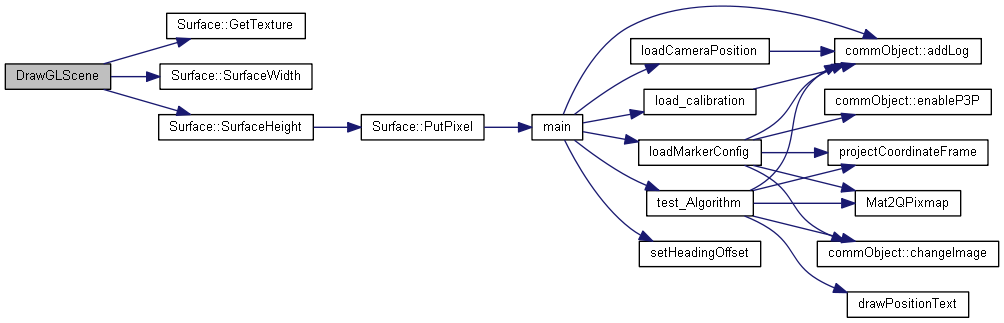 Surface::GetTexture
DrawGLScene
Surface::SurfaceWidth
Surface::SurfaceHeight
Surface::PutPixel
main
loadCameraPosition
load_calibration
loadMarkerConfig
test_Algorithm
setHeadingOffset
commObject::addLog
commObject::enableP3P
projectCoordinateFrame
Mat2QPixmap
commObject::changeImage
drawPositionText